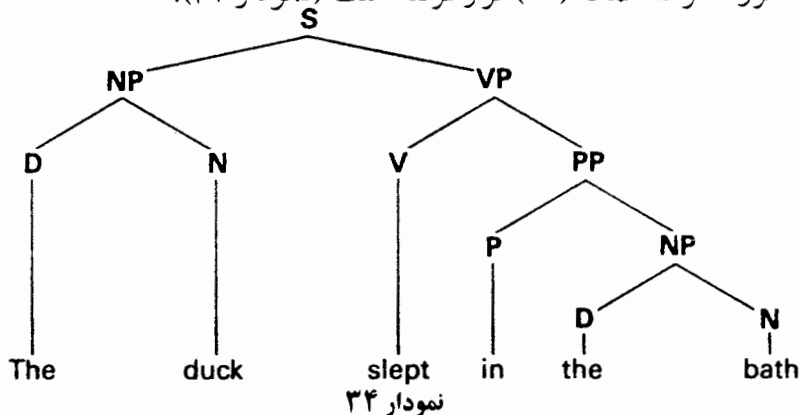 S
NP VP
D N V PP
P NP
D N
The duck slept in the bath
نمودار ۳۴